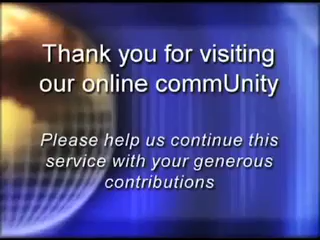 Thank you for visiting
our online commUnity
Please help us continue this
service with your generous
contributions